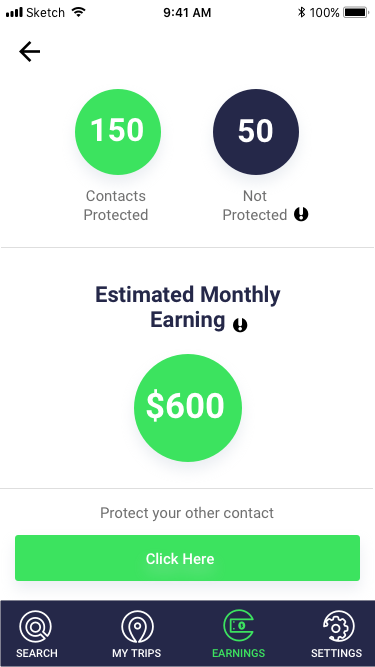 Sketch 9:41 AM 100%
150 50
Contacts Protected
Not Protected
Estimated Monthly
Earning
$600
Protect your other contact
Click Here
SEARCH MY TRIPS EARNINGS SETTINGS